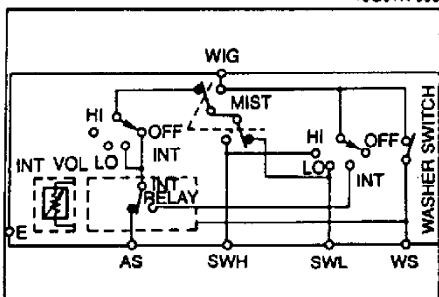 WIG
MIST
HI
OFF
INT
LO
INT VOL
INT
RELAY
HI
OFF
LO
INT
WASHER SWITCH
E
AS
SWH
SWL
WS